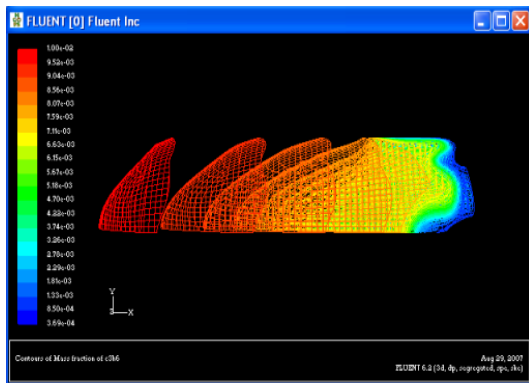 FLUENT [0] Fluent Inc
1.00e-02
9.52e-03
9.04e-03
8.56e-03
8.07e-03
7.59e-03
7.11e-03
6.63e-03
6.15e-03
5.67e-03
5.18e-03
4.70e-03
4.22e-03
3.74e-03
3.26e-03
2.78e-03
2.29e-03
1.81e-03
1.33e-03
8.50e-04
3.69e-04
Y
Z
X
Contours of Mass fraction of c3h6
Aug 29, 2007
FLUENT 6.2 (3d, dp, segregated, spe, ske)